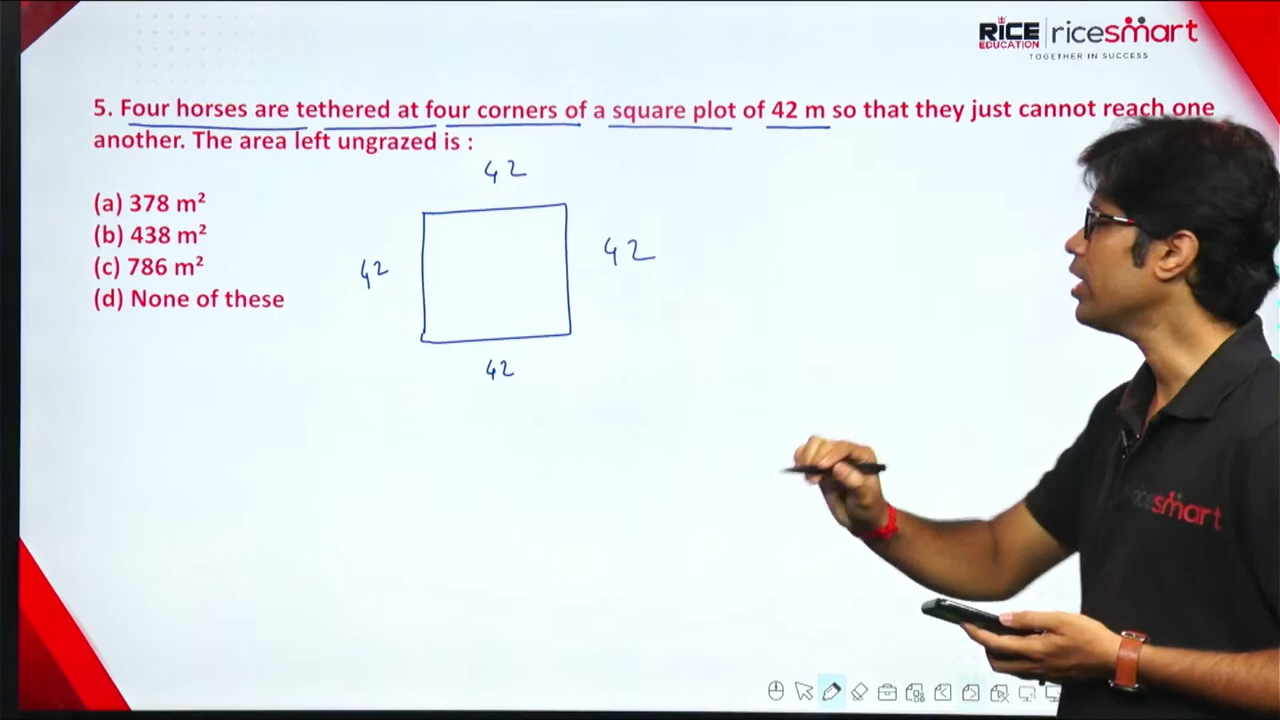 RICE EDUCATION ricesmart
TOGETHER IN SUCCESS
5. Four horses are tethered at four corners of a square plot of 42 m so that they just cannot reach one
another. The area left ungrazed is :
42
(a) 378 m²
(b) 438 m²
42
(c) 786 m²
42
(d) None of these
42
ricesmart